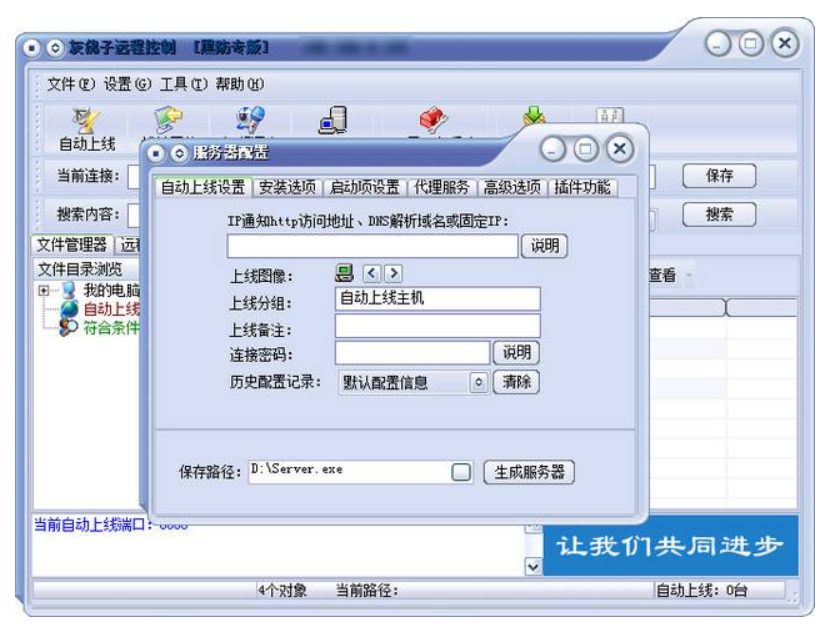 灰鸽子远程控制 【黑防专版】
文件(F) 设置(G) 工具(T) 帮助(H)
自动上线
当前连接:
保存
搜索内容:
搜索
服务器配置
自动上线设置 安装选项 启动项设置 代理服务 高级选项 插件功能
IP通知http访问地址、DNS解析域名或固定IP:
说明
上线图像:
上线分组: 自动上线主机
上线备注:
连接密码: 说明
历史配置记录: 默认配置信息 清除
保存路径: D:\Server.exe 生成服务器
文件管理器
文件目录浏览
查看
我的电脑
自动上线
符合条件
当前自动上线端口:
让我们共同进步
4个对象 当前路径: 自动上线: 0台